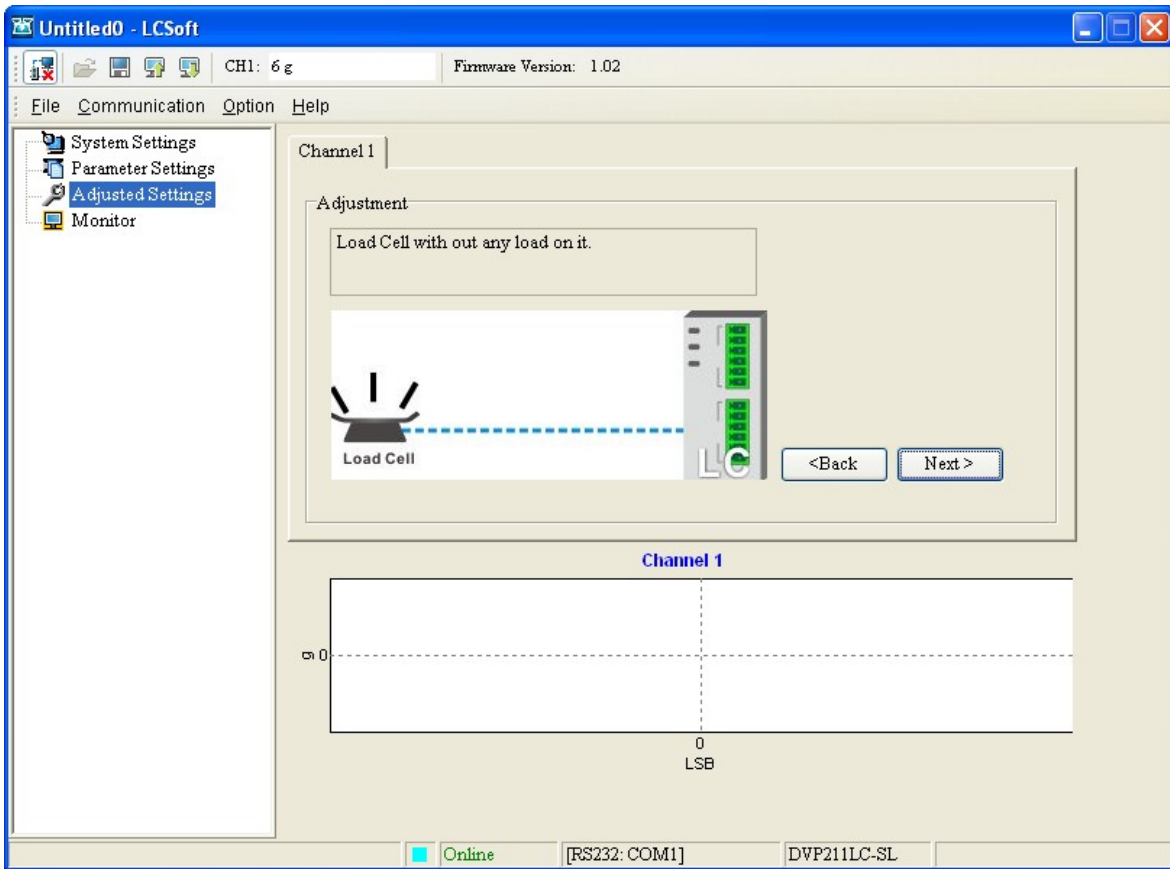 Untitled0 - LCSoft
CH1: 6 g
Firmware Version: 1.02
File Communication Option Help
System Settings
Parameter Settings
Adjusted Settings
Monitor
Channel 1
Adjustment
Load Cell with out any load on it.
Load Cell
LC
<Back
Next >
Channel 1
g
0
0
LSB
Online
[RS232: COM1]
DVP211LC-SL